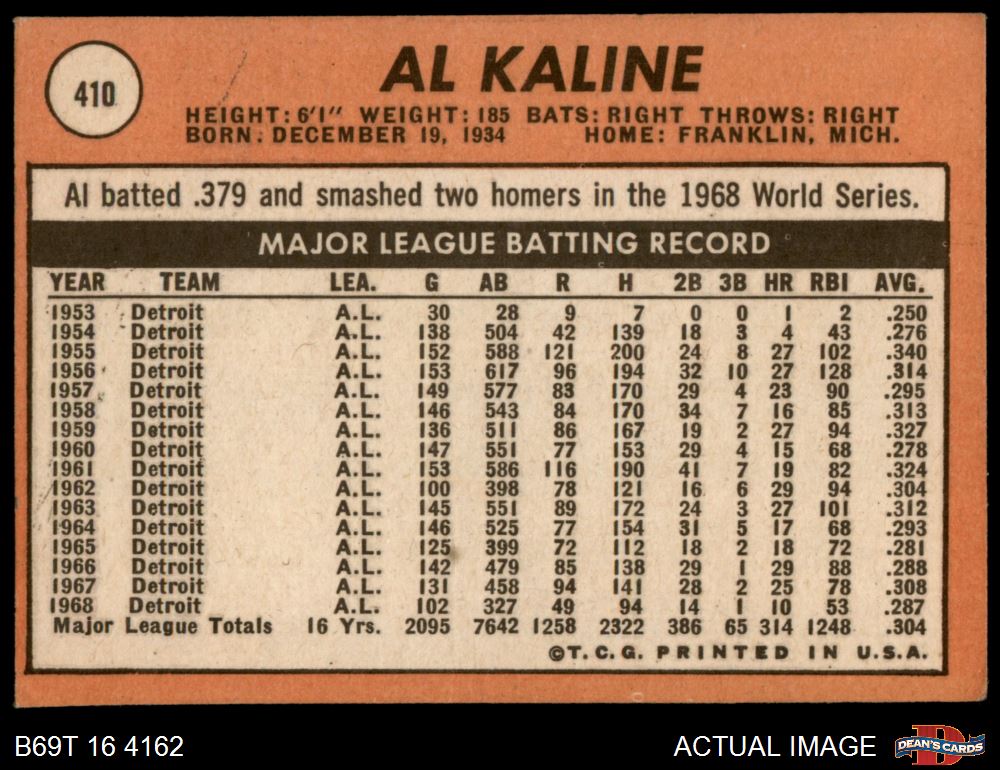 410
AL KALINE
HEIGHT: 6'1" WEIGHT: 185 BATS: RIGHT THROWS: RIGHT
BORN: DECEMBER 19, 1934 HOME: FRANKLIN, MICH.
Al batted .379 and smashed two homers in the 1968 World Series.
MAJOR LEAGUE BATTING RECORD
YEAR TEAM LEA. G AB R H 2B 3B HR RBI AVG.
1953 Detroit A.L. 30 28 9 7 0 0 1 2 .250
1954 Detroit A.L. 138 504 42 139 18 3 4 43 .276
1955 Detroit A.L. 152 588 121 200 24 8 27 102 .340
1956 Detroit A.L. 153 617 96 194 32 10 27 128 .314
1957 Detroit A.L. 149 577 83 170 29 4 23 90 .295
1958 Detroit A.L. 146 543 84 170 34 7 16 85 .313
1959 Detroit A.L. 136 511 86 167 19 2 27 94 .327
1960 Detroit A.L. 147 551 77 153 29 4 15 68 .278
1961 Detroit A.L. 153 586 116 190 41 7 19 82 .324
1962 Detroit A.L. 100 398 78 121 16 6 29 94 .304
1963 Detroit A.L. 145 551 89 172 24 3 27 101 .312
1964 Detroit A.L. 146 525 77 154 31 5 17 68 .293
1965 Detroit A.L. 125 399 72 112 18 2 18 72 .281
1966 Detroit A.L. 142 479 85 138 29 1 29 88 .288
1967 Detroit A.L. 131 458 94 141 28 2 25 78 .308
1968 Detroit A.L. 102 327 49 94 14 1 10 53 .287
Major League Totals 16 Yrs. 2095 7642 1258 2322 386 65 314 1248 .304
©T.C.G. PRINTED IN U.S.A.
B69T 16 4162 ACTUAL IMAGE DEAN'S CARDS